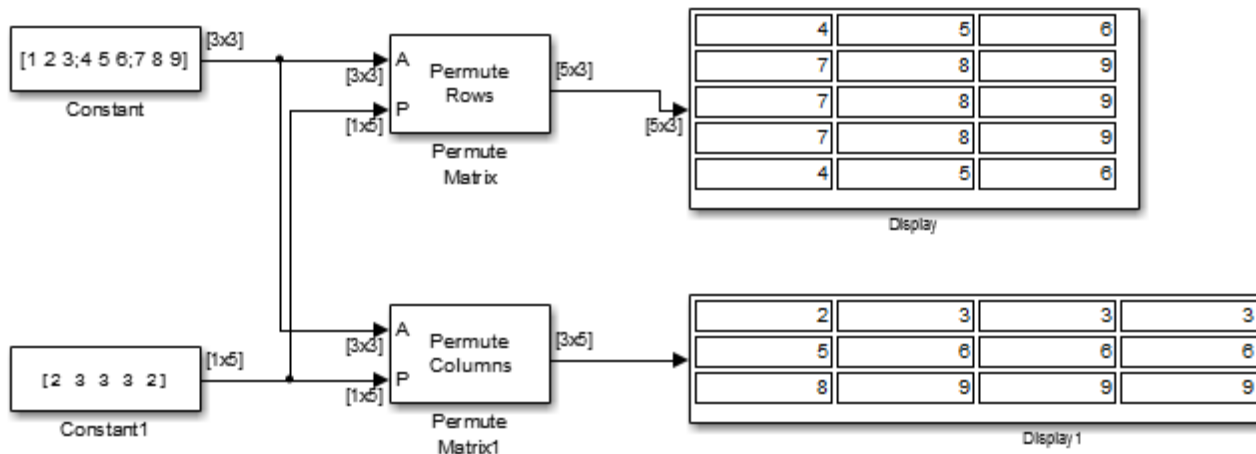 [1 2 3;4 5 6;7 8 9]
Constant
[3x3]
[3x3]
A
P
[1x5]
Permute
Rows
[5x3]
[5x3]
Permute
Matrix
4 5 6
7 8 9
7 8 9
7 8 9
4 5 6
Display
[2 3 3 3 2]
Constant1
[1x5]
[3x3]
A
P
[1x5]
Permute
Columns
[3x5]
Permute
Matrix1
2 3 3 3
5 6 6 6
8 9 9 9
Display1